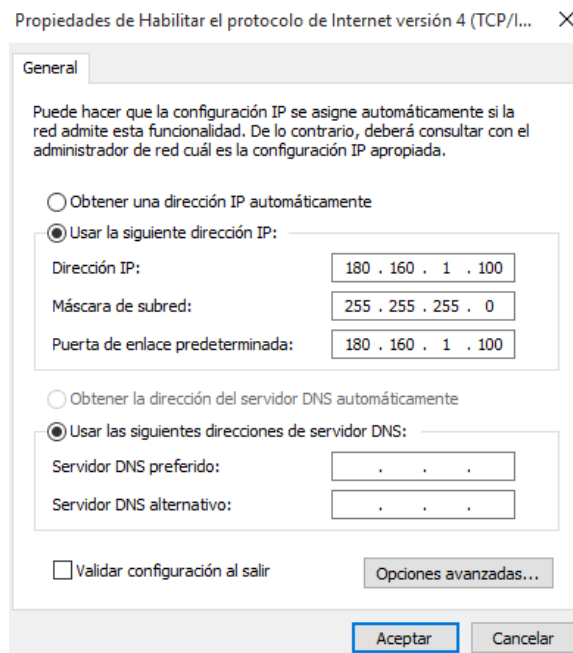 Propiedades de Habilitar el protocolo de Internet versión 4 (TCP/I...
General
Puede hacer que la configuración IP se asigne automáticamente si la
red admite esta funcionalidad. De lo contrario, deberá consultar con el
administrador de red cuál es la configuración IP apropiada.
Obtener una dirección IP automáticamente
Usar la siguiente dirección IP:
Dirección IP: 180 . 160 . 1 . 100
Máscara de subred: 255 . 255 . 255 . 0
Puerta de enlace predeterminada: 180 . 160 . 1 . 100
Obtener la dirección del servidor DNS automáticamente
Usar las siguientes direcciones de servidor DNS:
Servidor DNS preferido: . . .
Servidor DNS alternativo: . . .
Validar configuración al salir Opciones avanzadas...
Aceptar Cancelar